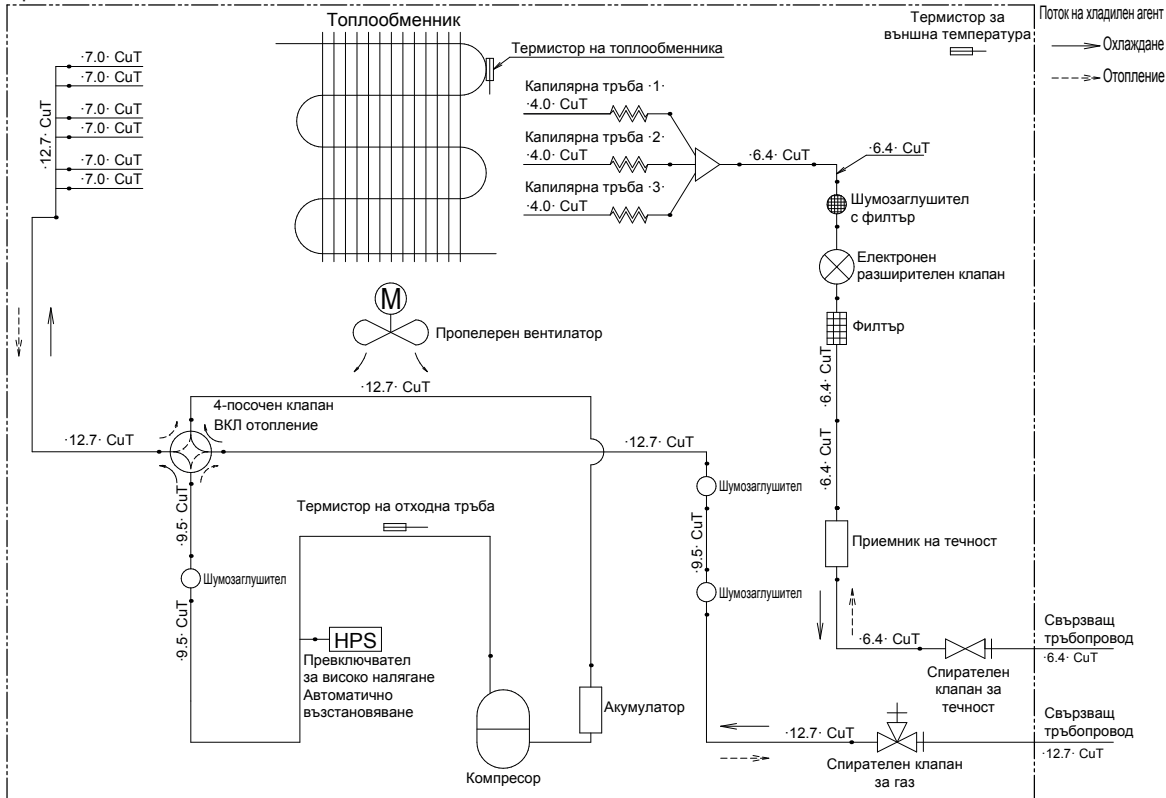 Топлообменник
Термистор за
външна температура
Поток на хладилен агент
Охлаждане
Отопление
Термистор на топлообменника
·7.0· CuT
·7.0· CuT
·7.0· CuT
·7.0· CuT
·7.0· CuT
·7.0· CuT
·12.7· CuT
Капилярна тръба ·1·
·4.0· CuT
Капилярна тръба ·2·
·4.0· CuT
Капилярна тръба ·3·
·4.0· CuT
·6.4· CuT
·6.4· CuT
Шумозаглушител
с филтър
Електронен
разширителен клапан
Филтър
M
Пропелерен вентилатор
·12.7· CuT
·6.4· CuT
4-посочен клапан
ВКЛ отопление
·12.7· CuT
·12.7· CuT
·6.4· CuT
Шумозаглушител
Термистор на отходна тръба
·9.5· CuT
·9.5· CuT
Приемник на течност
Шумозаглушител
Шумозаглушител
·9.5· CuT
HPS
Превключвател
за високо налягане
Автоматично
възстановяване
·6.4· CuT
Свързващ
тръбопровод
·6.4· CuT
Спирателен
клапан за
течност
Акумулатор
Компресор
·12.7· CuT
Свързващ
тръбопровод
·12.7· CuT
Спирателен клапан
за газ